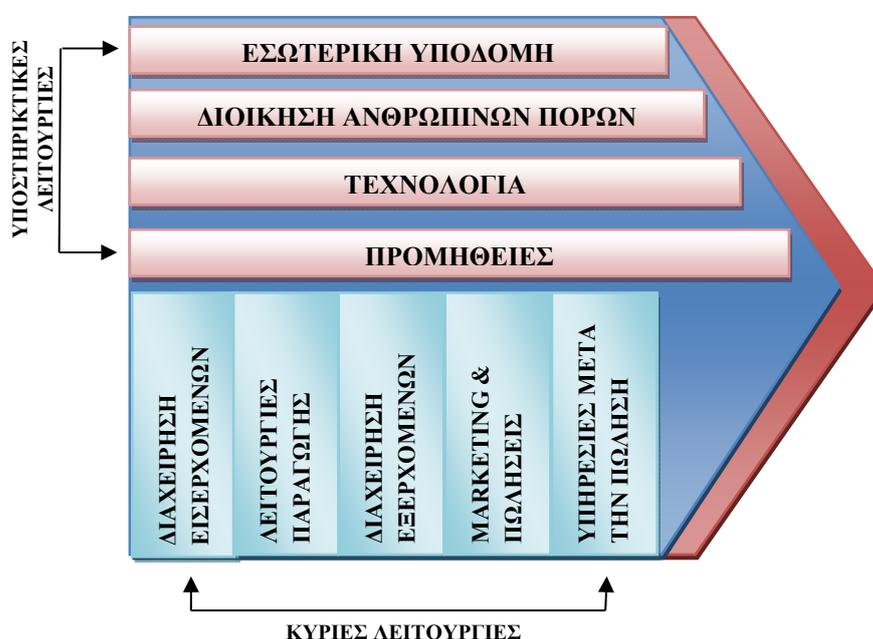 ΥΠΟΣΤΗΡΙΚΤΙΚΕΣ
ΛΕΙΤΟΥΡΓΙΕΣ
ΕΣΩΤΕΡΙΚΗ ΥΠΟΔΟΜΗ
ΔΙΟΙΚΗΣΗ ΑΝΘΡΩΠΙΝΩΝ ΠΟΡΩΝ
ΤΕΧΝΟΛΟΓΙΑ
ΠΡΟΜΗΘΕΙΕΣ
ΔΙΑΧΕΙΡΗΣΗ
ΕΙΣΕΡΧΟΜΕΝΩΝ
ΛΕΙΤΟΥΡΓΙΕΣ
ΠΑΡΑΓΩΓΗΣ
ΔΙΑΧΕΙΡΗΣΗ
ΕΞΕΡΧΟΜΕΝΩΝ
MARKETING &
ΠΩΛΗΣΕΙΣ
ΥΠΗΡΕΣΙΕΣ ΜΕΤΑ
ΤΗΝ ΠΩΛΗΣΗ
ΚΥΡΙΕΣ ΛΕΙΤΟΥΡΓΙΕΣ